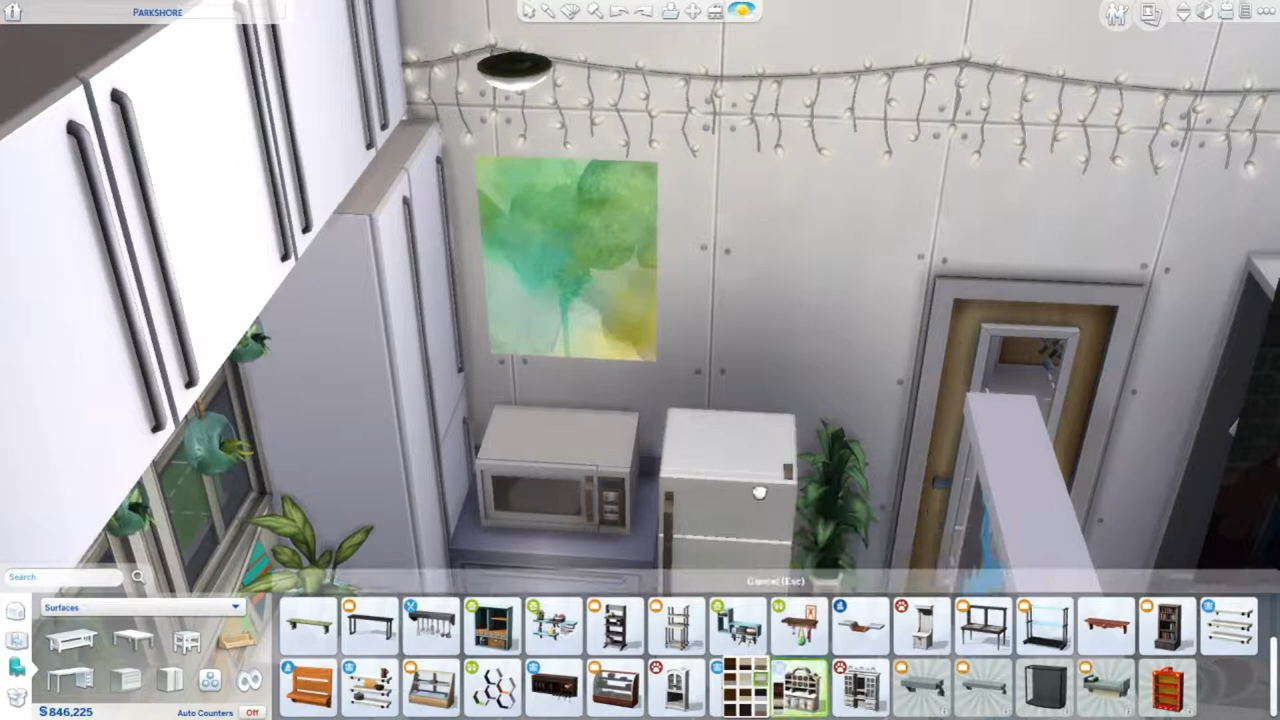 PARKSHORE
Cancel (Esc)
Search
Surfaces
$846,225
Auto Counters
Off